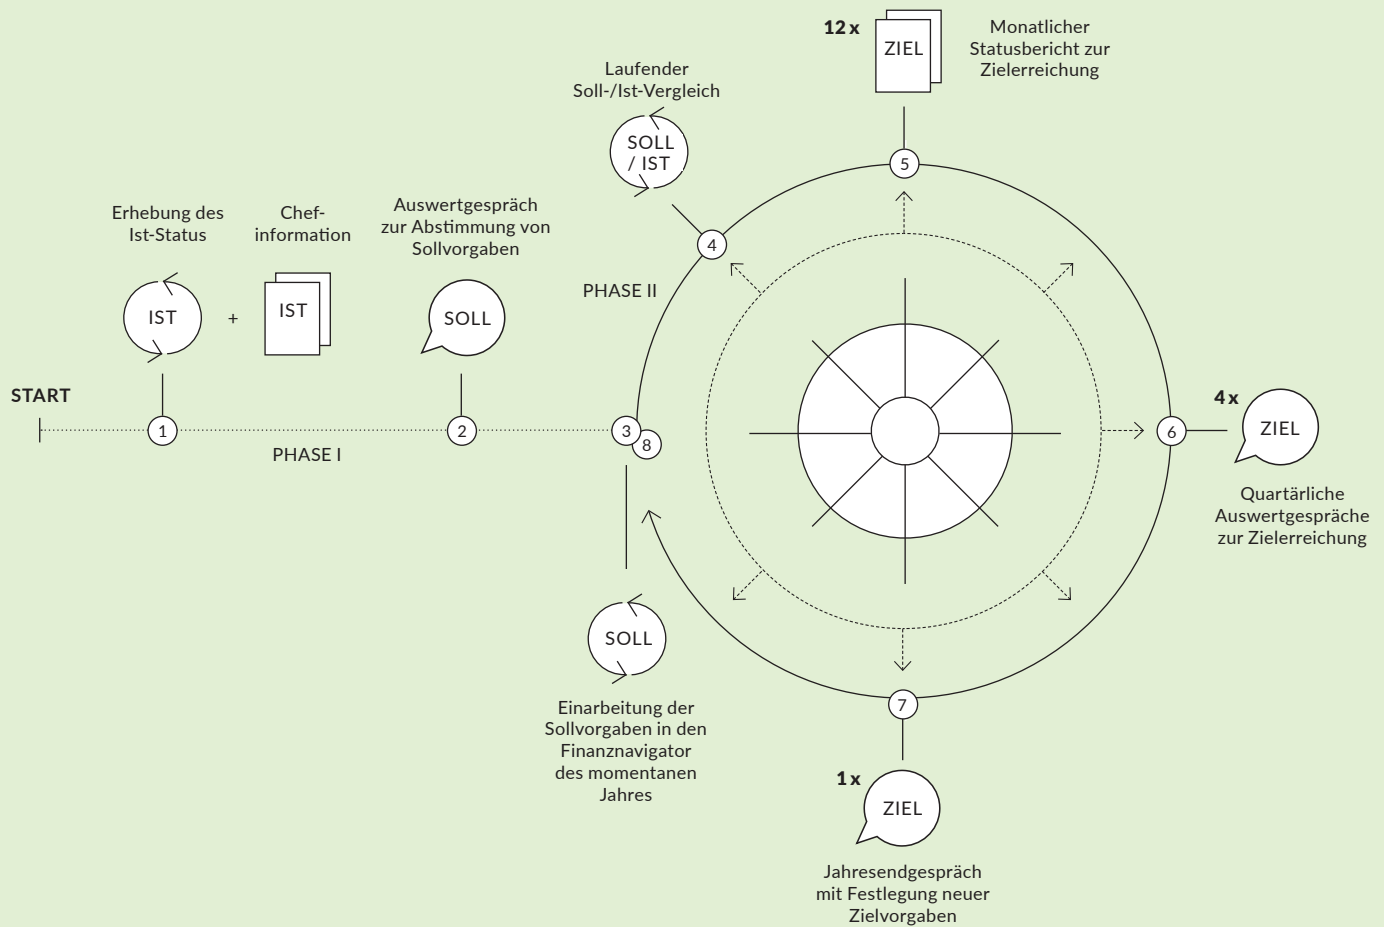 12 x
ZIEL
Monatlicher
Statusbericht zur
Zielerreichung
5
Laufender
Soll-/Ist-Vergleich
SOLL
/ IST
4
PHASE II
Erhebung des
Ist-Status
IST
+
Chef-
information
IST
Auswertgespräch
zur Abstimmung von
Sollvorgaben
SOLL
START
1
PHASE I
2
3
8
6
4 x
ZIEL
Quartärliche
Auswertgespräche
zur Zielerreichung
SOLL
Einarbeitung der
Sollvorgaben in den
Finanznavigator
des momentanen
Jahres
7
1 x
ZIEL
Jahresendgespräch
mit Festlegung neuer
Zielvorgaben